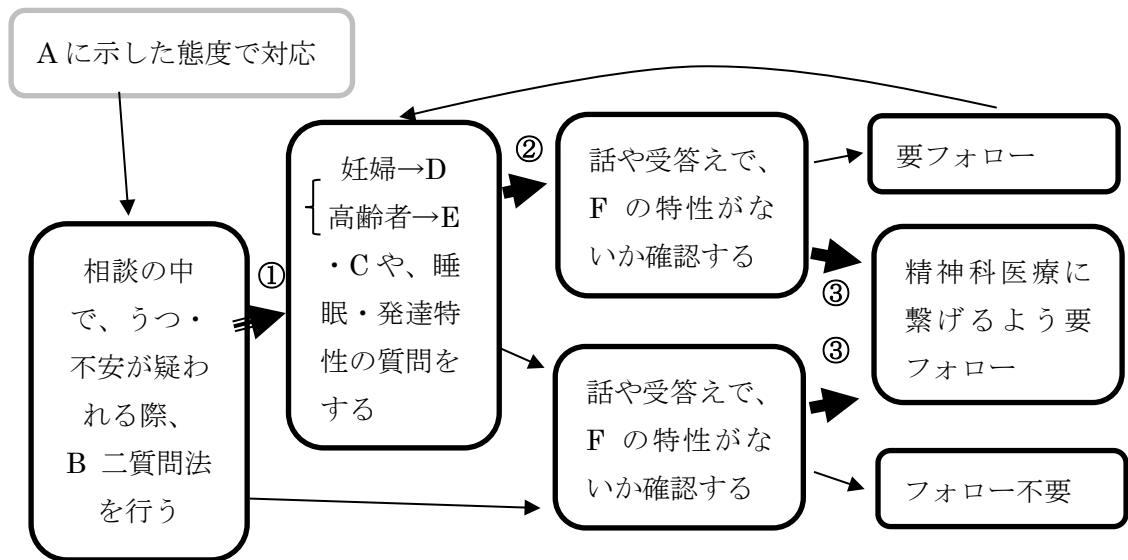 Aに示した態度で対応
相談の中
で、うつ・
不安が疑わ
れる際、
B 二質問法
を行う
①
妊婦→D
高齢者→E
・Cや、睡
眠・発達特
性の質問を
する
②
話や受答えで、
F の特性がな
いか確認する
③
③
話や受答えで、
F の特性がな
いか確認する
要フォロー
精神科医療に
繋げるよう要
フォロー
フォロー不要